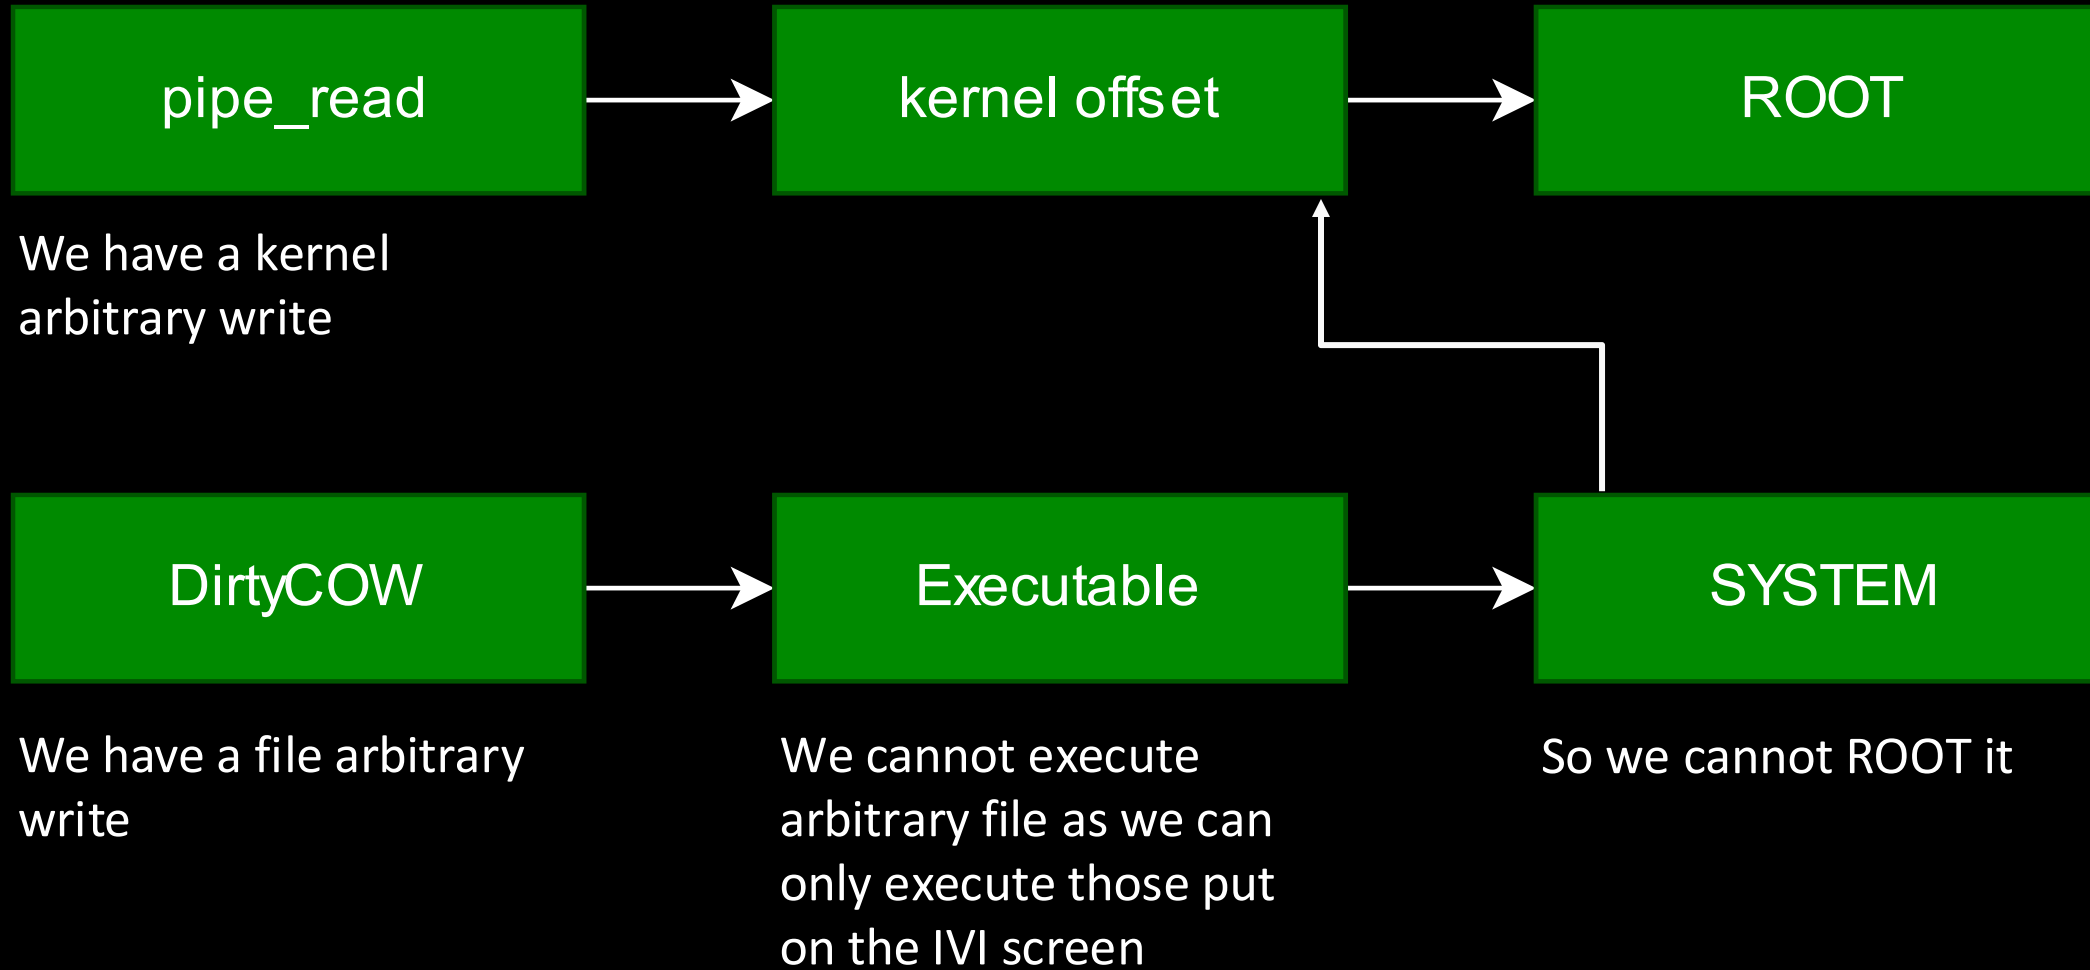 pipe_read
kernel offset
ROOT
We have a kernel
arbitrary write
DirtyCOW
Executable
SYSTEM
We have a file arbitrary
write
We cannot execute
arbitrary file as we can
only execute those put
on the IVI screen
So we cannot ROOT it